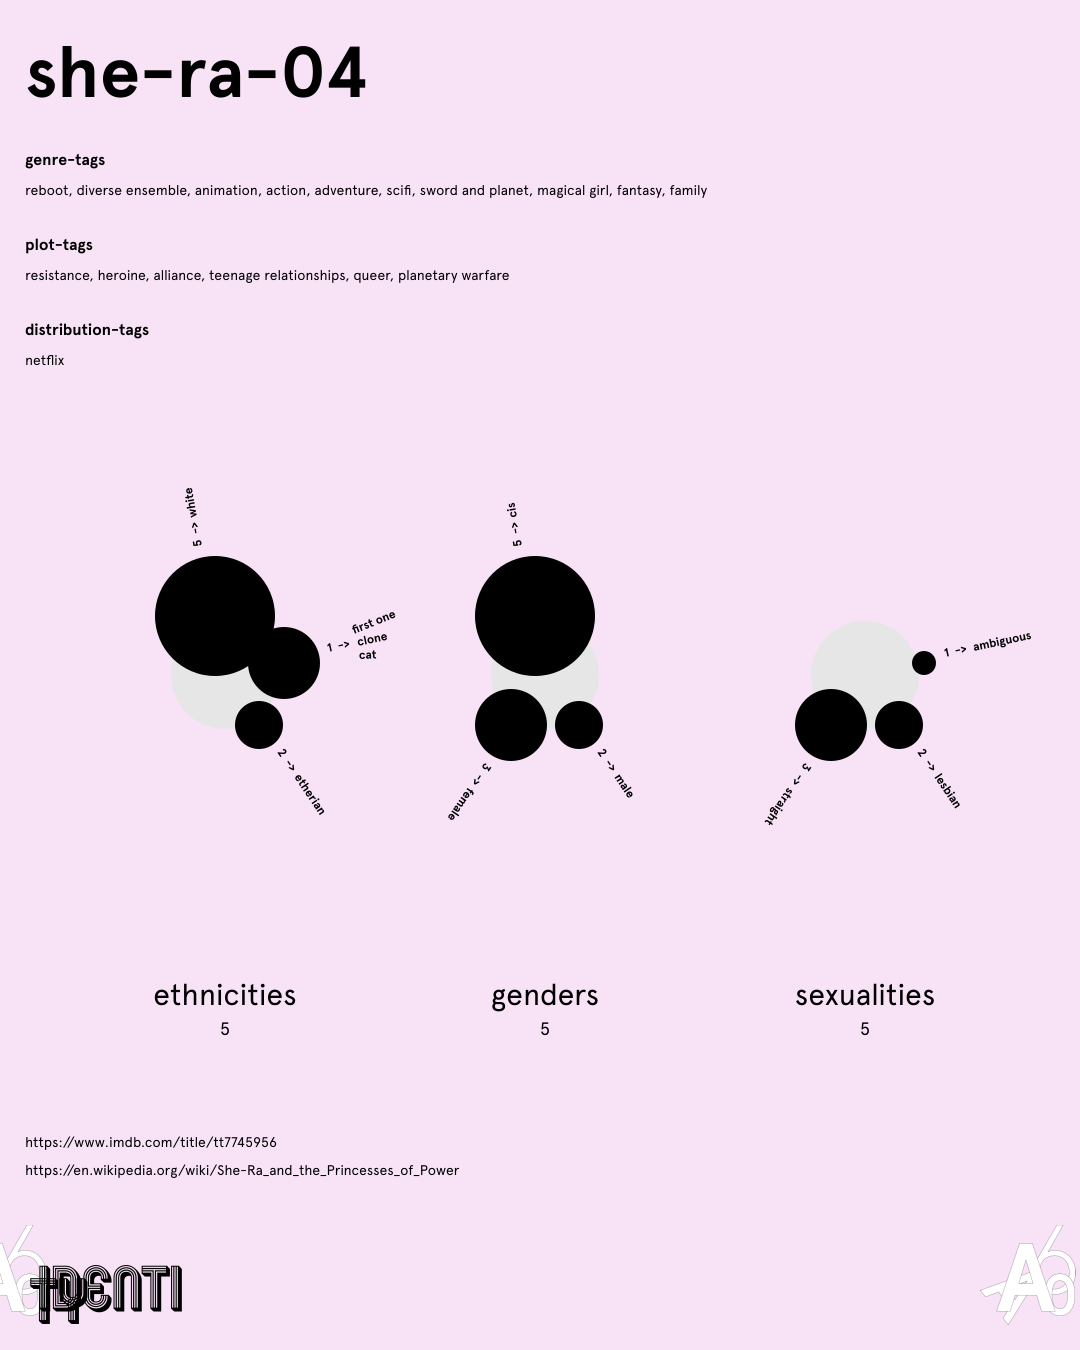 she-ra-04
genre-tags
reboot, diverse ensemble, animation, action, adventure, scifi, sword and planet, magical girl, fantasy, family
plot-tags
resistance, heroine, alliance, teenage relationships, queer, planetary warfare
distribution-tags
netflix
5 -> white
1 -> first one
clone
cat
2 -> etherian
5 -> cis
3 -> female
2 -> male
1 -> ambiguous
3 -> straight
2 -> lesbian
ethnicities
5
genders
5
sexualities
5
https://www.imdb.com/title/tt7745956
https://en.wikipedia.org/wiki/She-Ra_and_the_Princesses_of_Power
IDENTI